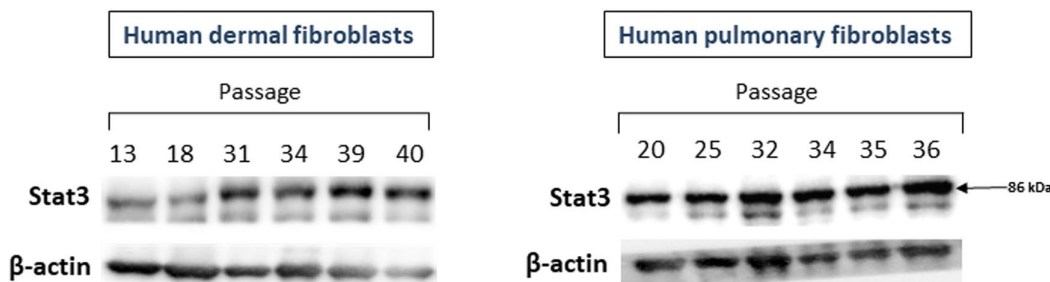 Human dermal fibroblasts
Passage
13 18 31 34 39 40
Stat3
β-actin
Human pulmonary fibroblasts
Passage
20 25 32 34 35 36
Stat3
86 kDa
β-actin